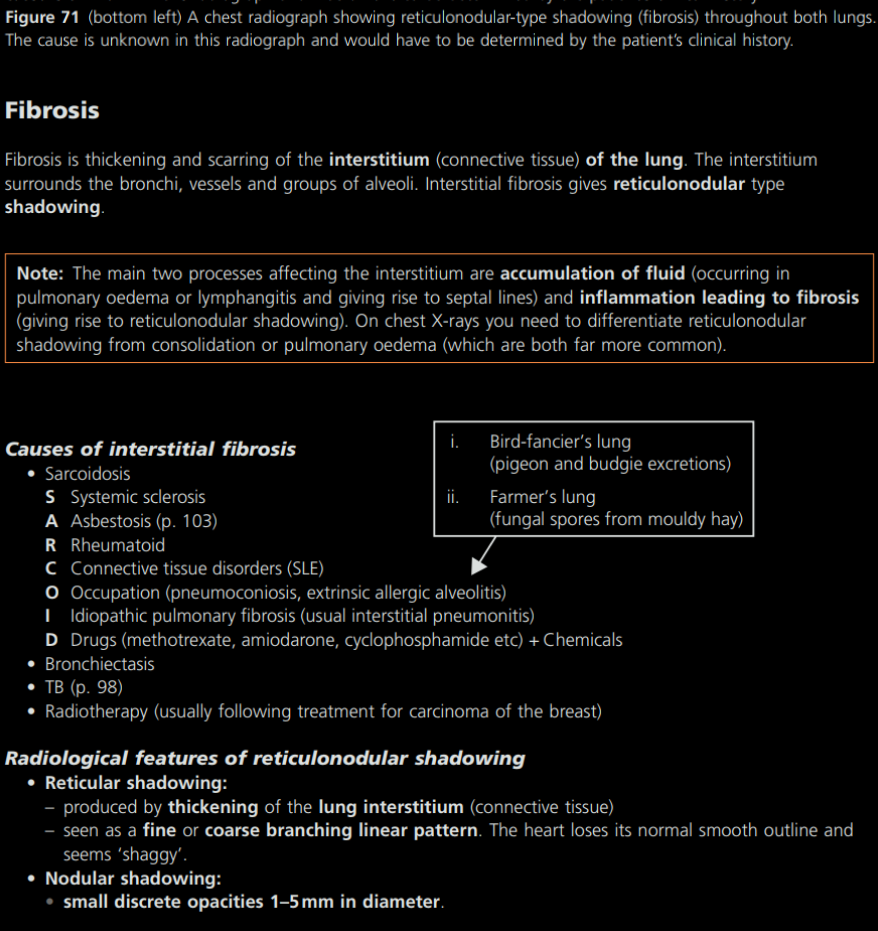 Figure 71 (bottom left) A chest radiograph showing reticulonodular-type shadowing (fibrosis) throughout both lungs.
The cause is unknown in this radiograph and would have to be determined by the patient's clinical history.
Fibrosis
Fibrosis is thickening and scarring of the interstitium (connective tissue) of the lung. The interstitium
surrounds the bronchi, vessels and groups of alveoli. Interstitial fibrosis gives reticulonodular type
shadowing.
Note: The main two processes affecting the interstitium are accumulation of fluid (occurring in
pulmonary oedema or lymphangitis and giving rise to septal lines) and inflammation leading to fibrosis
(giving rise to reticulonodular shadowing). On chest X-rays you need to differentiate reticulonodular
shadowing from consolidation or pulmonary oedema (which are both far more common).
i. Bird-fancier's lung
(pigeon and budgie excretions)
ii. Farmer's lung
(fungal spores from mouldy hay)
Causes of interstitial fibrosis
• Sarcoidosis
S Systemic sclerosis
A Asbestosis (p. 103)
R Rheumatoid
C Connective tissue disorders (SLE)
O Occupation (pneumoconiosis, extrinsic allergic alveolitis)
I Idiopathic pulmonary fibrosis (usual interstitial pneumonitis)
D Drugs (methotrexate, amiodarone, cyclophosphamide etc) + Chemicals
• Bronchiectasis
• TB (p. 98)
• Radiotherapy (usually following treatment for carcinoma of the breast)
Radiological features of reticulonodular shadowing
• Reticular shadowing:
– produced by thickening of the lung interstitium (connective tissue)
– seen as a fine or coarse branching linear pattern. The heart loses its normal smooth outline and
seems 'shaggy'.
• Nodular shadowing:
• small discrete opacities 1–5 mm in diameter.